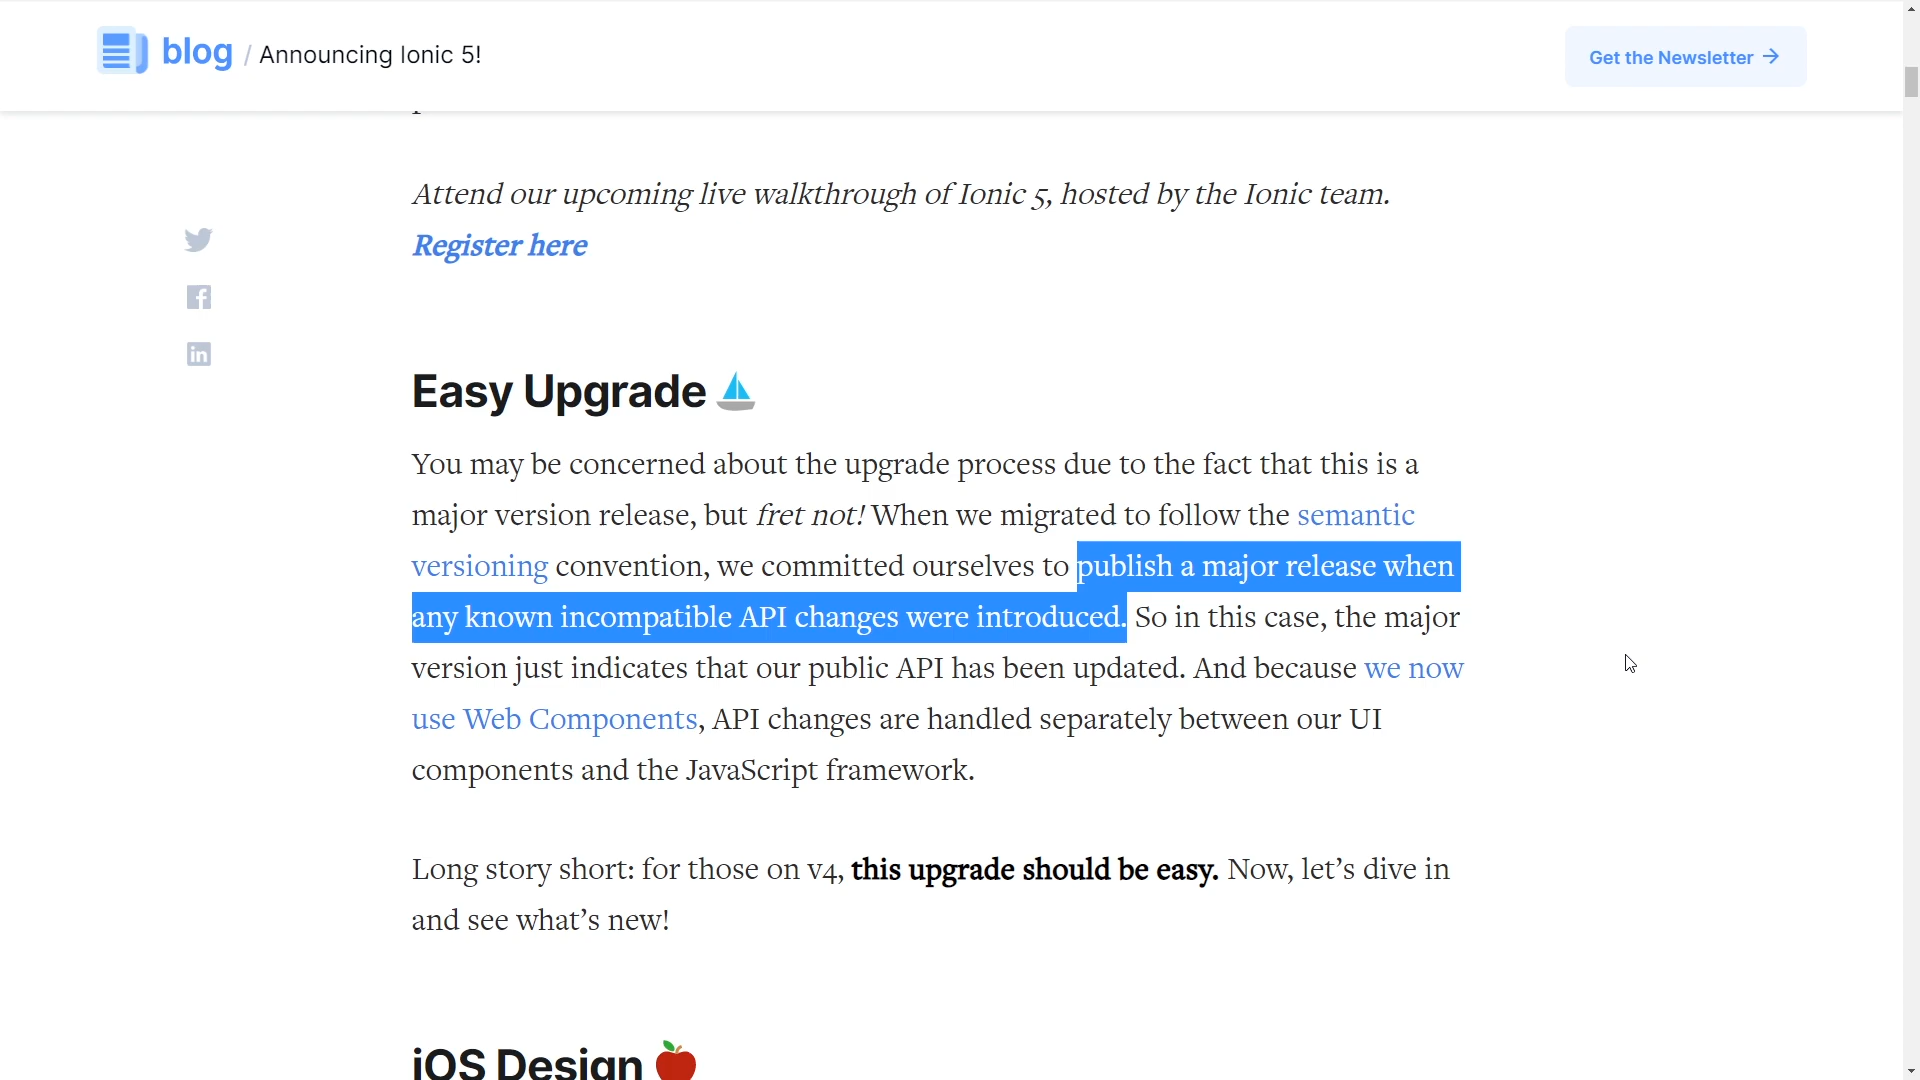 blog / Announcing Ionic 5!
Get the Newsletter →
Attend our upcoming live walkthrough of Ionic 5, hosted by the Ionic team.
Register here
Easy Upgrade
You may be concerned about the upgrade process due to the fact that this is a
major version release, but fret not! When we migrated to follow the semantic
versioning convention, we committed ourselves to publish a major release when
any known incompatible API changes were introduced. So in this case, the major
version just indicates that our public API has been updated. And because we now
use Web Components, API changes are handled separately between our UI
components and the JavaScript framework.
Long story short: for those on v4, this upgrade should be easy. Now, let’s dive in
and see what’s new!
iOS Design